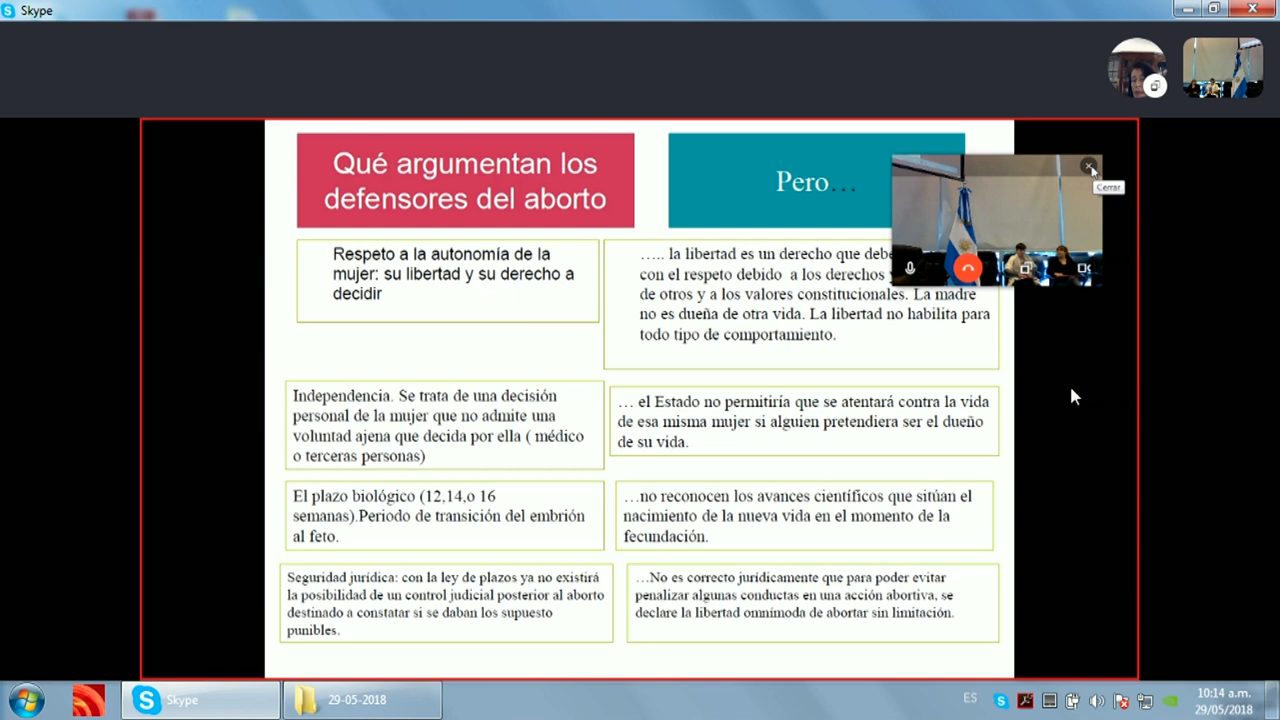 Skype
Qué argumentan los
defensores del aborto
Pero…
Cerrar
Respeto a la autonomía de la
mujer: su libertad y su derecho a
decidir
….. la libertad es un derecho que debe
con el respeto debido a los derechos
de otros y a los valores constitucionales. La madre
no es dueña de otra vida. La libertad no habilita para
todo tipo de comportamiento.
Independencia. Se trata de una decisión
personal de la mujer que no admite una
voluntad ajena que decida por ella ( médico
o terceras personas)
… el Estado no permitiría que se atentará contra la vida
de esa misma mujer si alguien pretendiera ser el dueño
de su vida.
El plazo biológico (12,14,o 16
semanas).Periodo de transición del embrión
al feto.
…no reconocen los avances científicos que sitúan el
nacimiento de la nueva vida en el momento de la
fecundación.
Seguridad jurídica: con la ley de plazos ya no existirá
la posibilidad de un control judicial posterior al aborto
destinado a constatar si se daban los supuesto
punibles.
…No es correcto jurídicamente que para poder evitar
penalizar algunas conductas en una acción abortiva, se
declare la libertad omnímoda de abortar sin limitación.
Skype
29-05-2018
ES
10:14 a.m.
29/05/2018